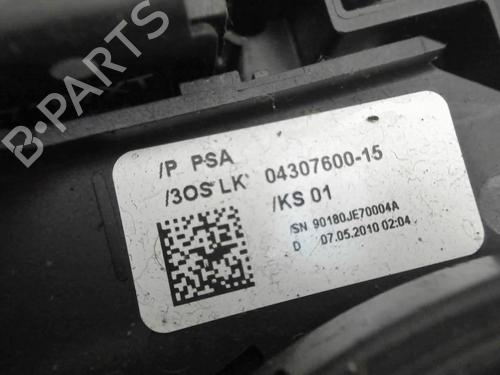 /P PSA
/3OS LK 04307600-15
/KS 01
/SN 90180JE70004A
D 07.05.2010 02:04
B-PARTS